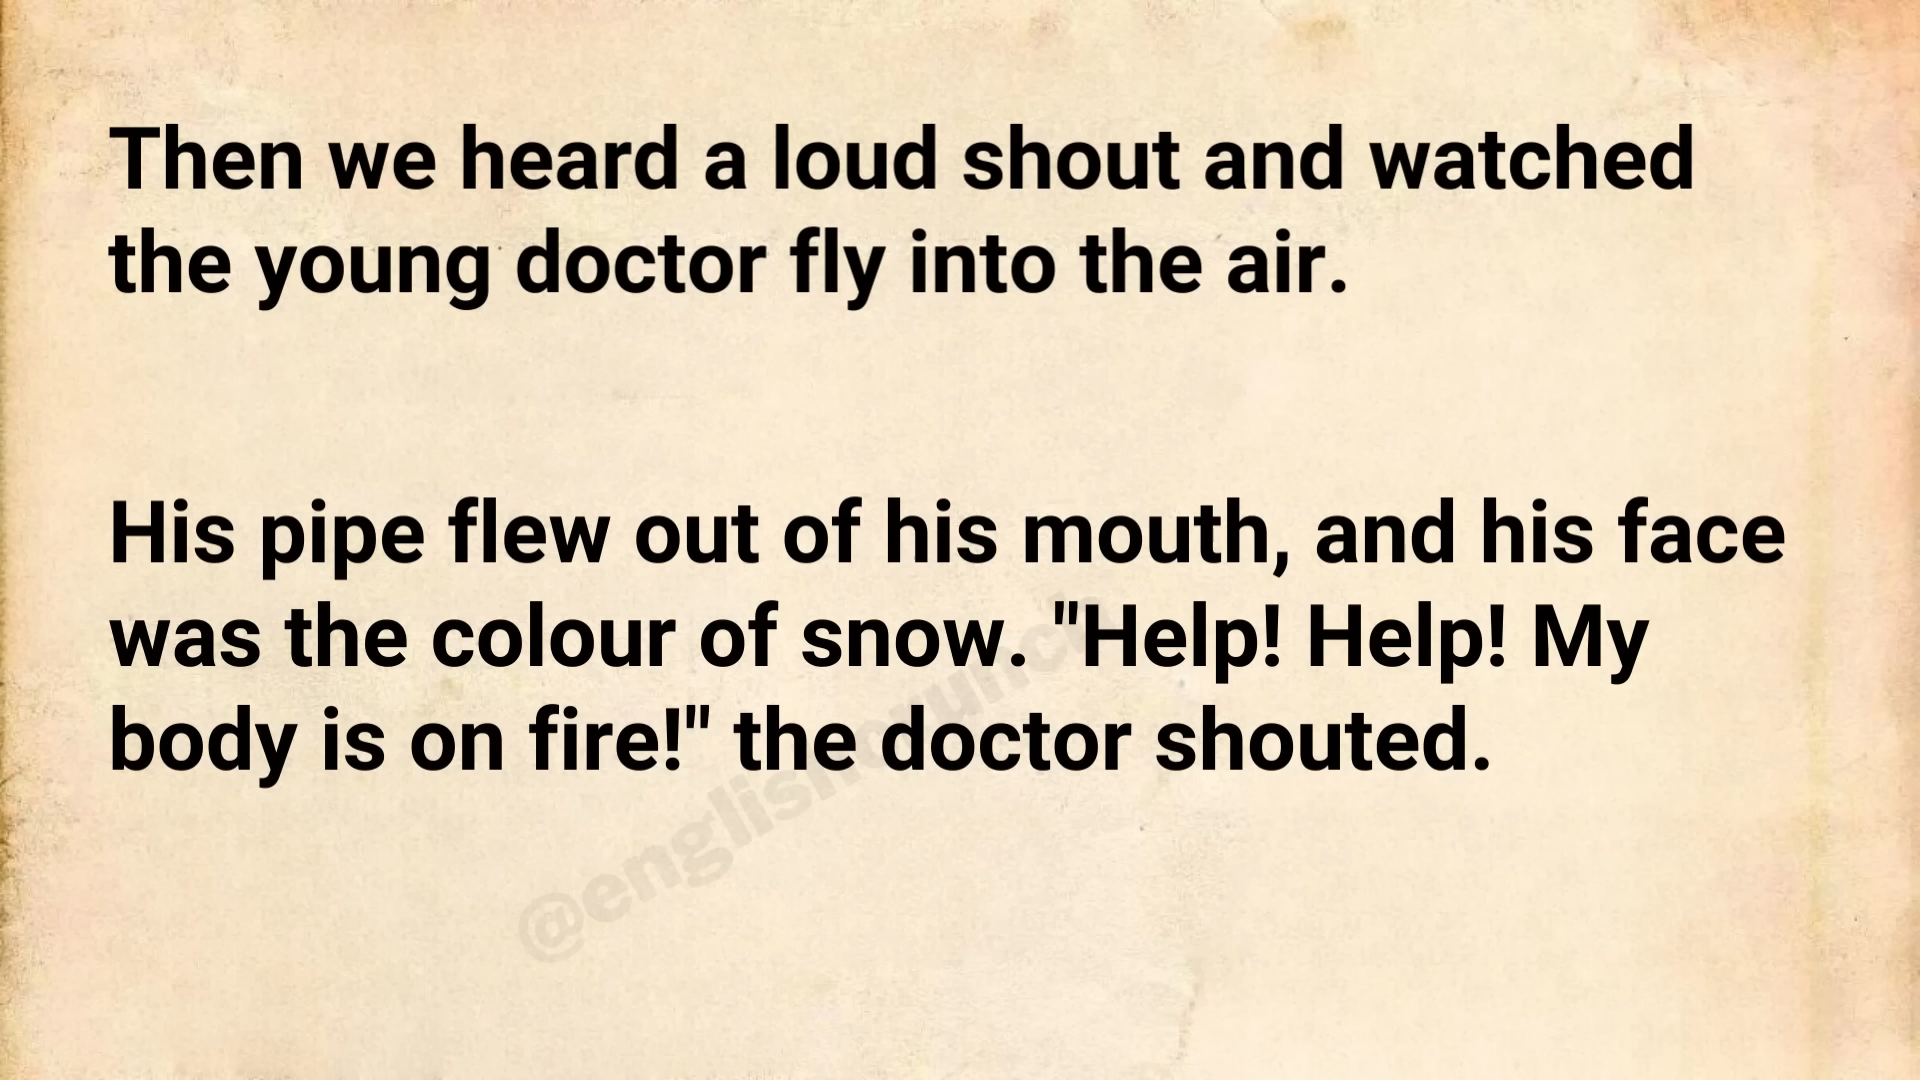 Then we heard a loud shout and watched
the young doctor fly into the air.
His pipe flew out of his mouth, and his face
was the colour of snow. "Help! Help! My
body is on fire!" the doctor shouted.